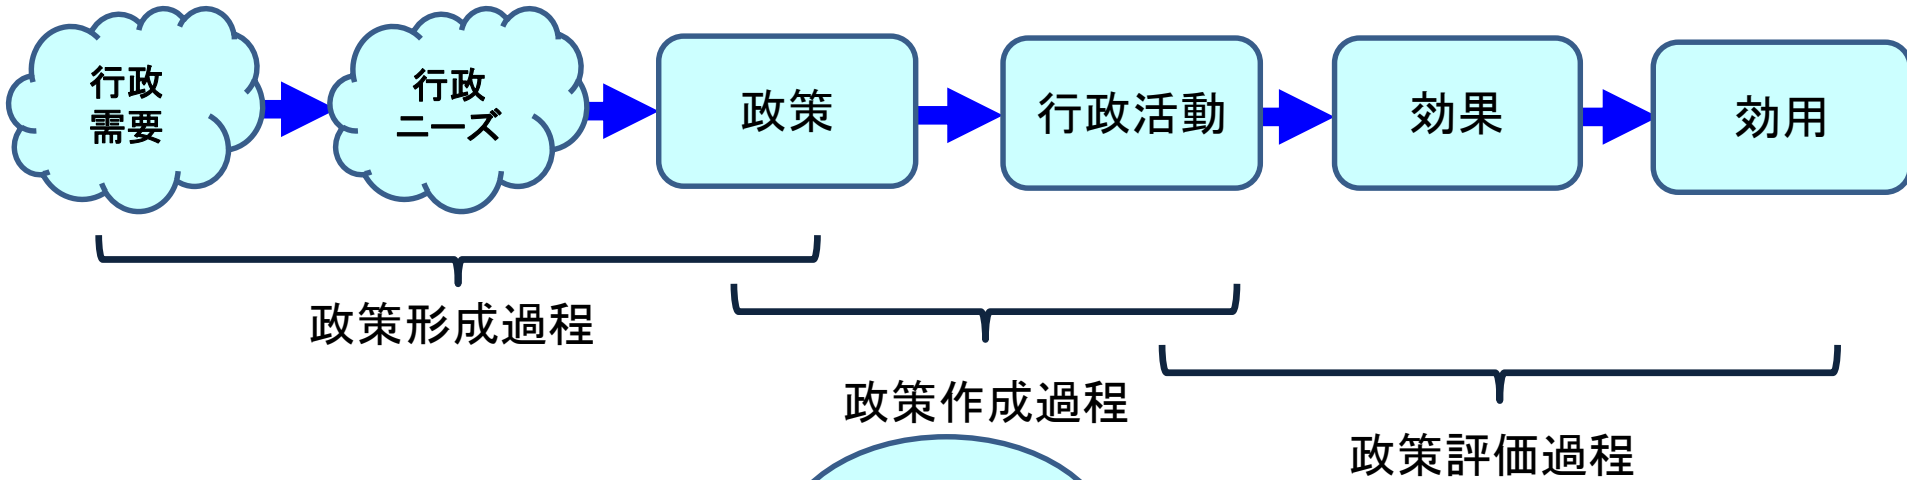 行政
需要
行政
ニーズ
政策
行政活動
効果
効用
政策形成過程
政策作成過程
政策評価過程